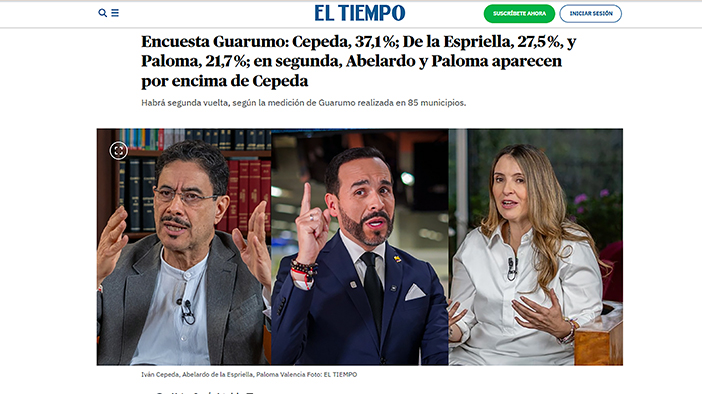 EL TIEMPO
SUSCRÍBETE AHORA
INICIAR SESIÓN
Encuesta Guarumo: Cepeda, 37,1%; De la Espriella, 27,5%, y
Paloma, 21,7%; en segunda, Abelardo y Paloma aparecen
por encima de Cepeda
Habrá segunda vuelta, según la medición de Guarumo realizada en 85 municipios.
Iván Cepeda, Abelardo de la Espriella, Paloma Valencia Foto: EL TIEMPO